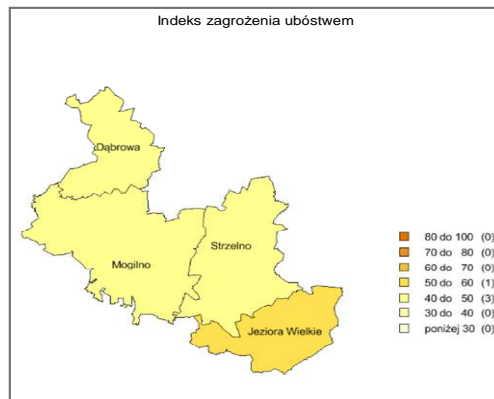 Indeks zagrożenia ubóstwem
Dąbrowa
Mogilno
Strzelno
Jeziora Wielkie
80 do 100 (0)
70 do 80 (0)
60 do 70 (0)
50 do 60 (1)
40 do 50 (3)
30 do 40 (0)
poniżej 30 (0)